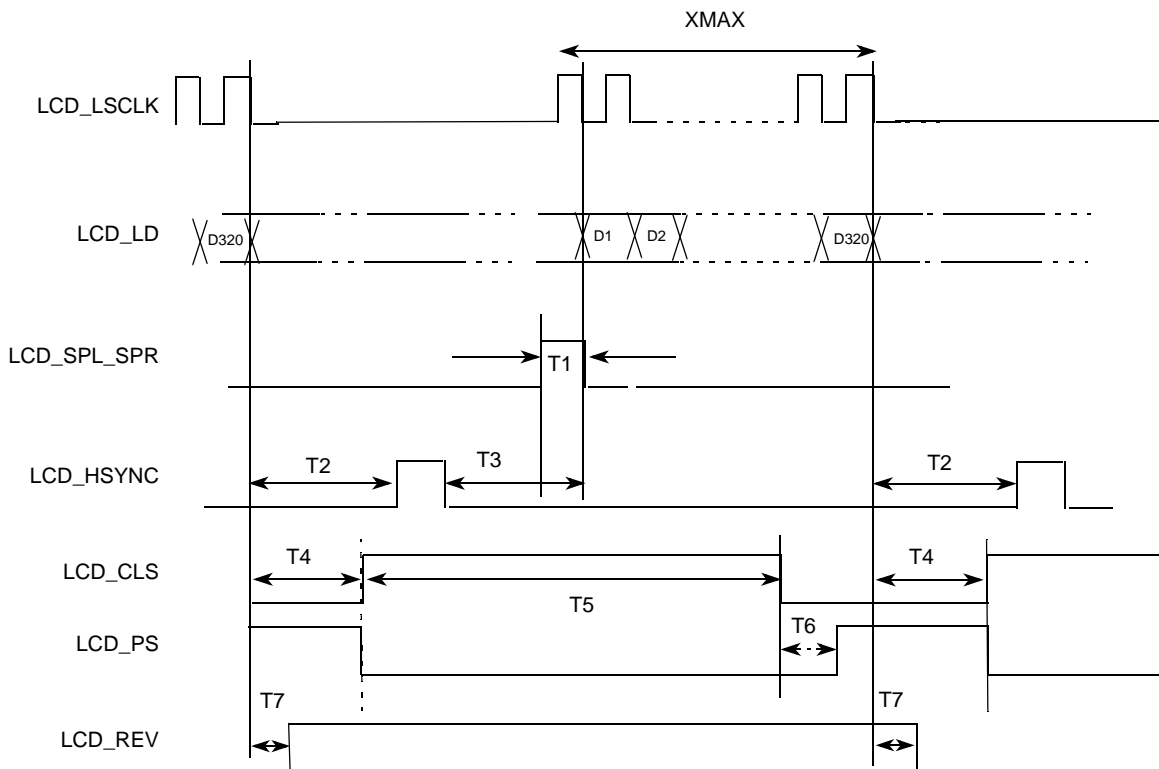 XMAX
LCD_LSCLK
LCD_LD
D320
D1
D2
D320
LCD_SPL_SPR
T1
LCD_HSYNC
T2
T3
T2
LCD_CLS
T4
T5
T4
LCD_PS
T6
T7
T7
LCD_REV